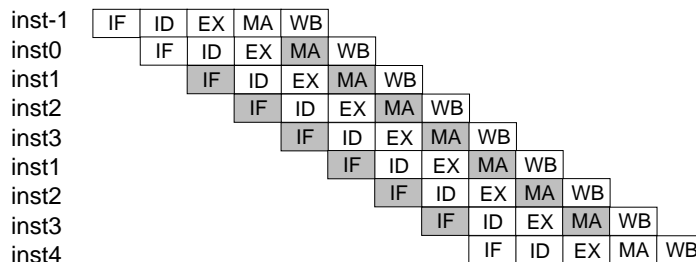 inst-1 IF ID EX MA WB
inst0 IF ID EX MA WB
inst1 IF ID EX MA WB
inst2 IF ID EX MA WB
inst3 IF ID EX MA WB
inst1 IF ID EX MA WB
inst2 IF ID EX MA WB
inst3 IF ID EX MA WB
inst4 IF ID EX MA WB